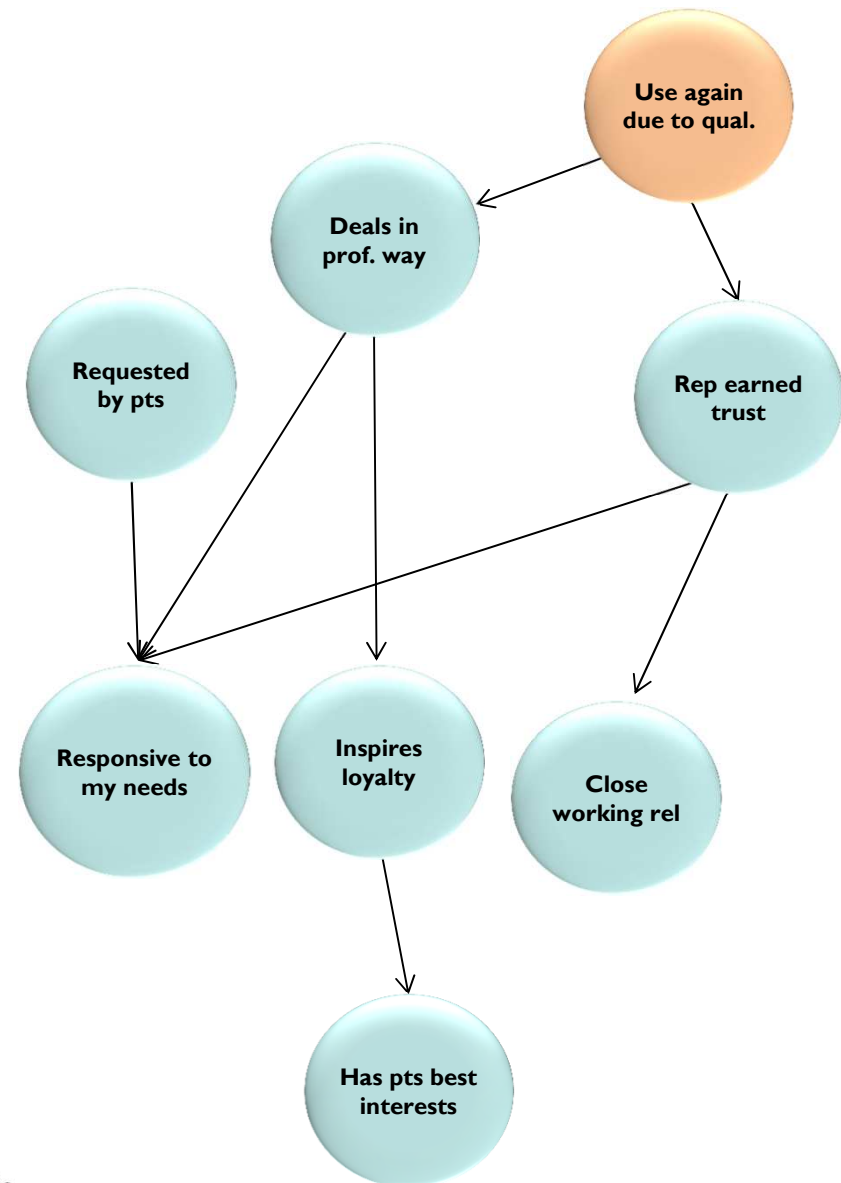 Use again
due to qual.
Deals in
prof. way
Requested
by pts
Rep earned
trust
Responsive to
my needs
Inspires
loyalty
Close
working rel
Has pts best
interests